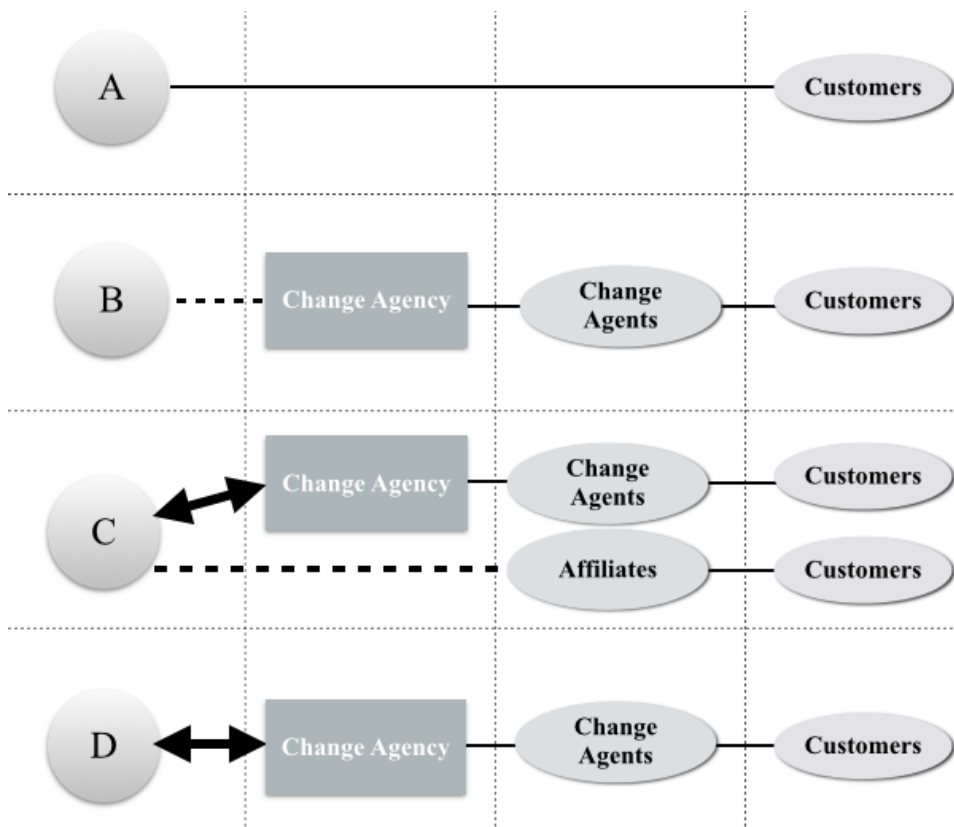 A
Customers
B
Change Agency
Change
Agents
Customers
C
Change Agency
Change
Agents
Customers
Affiliates
Customers
D
Change Agency
Change
Agents
Customers